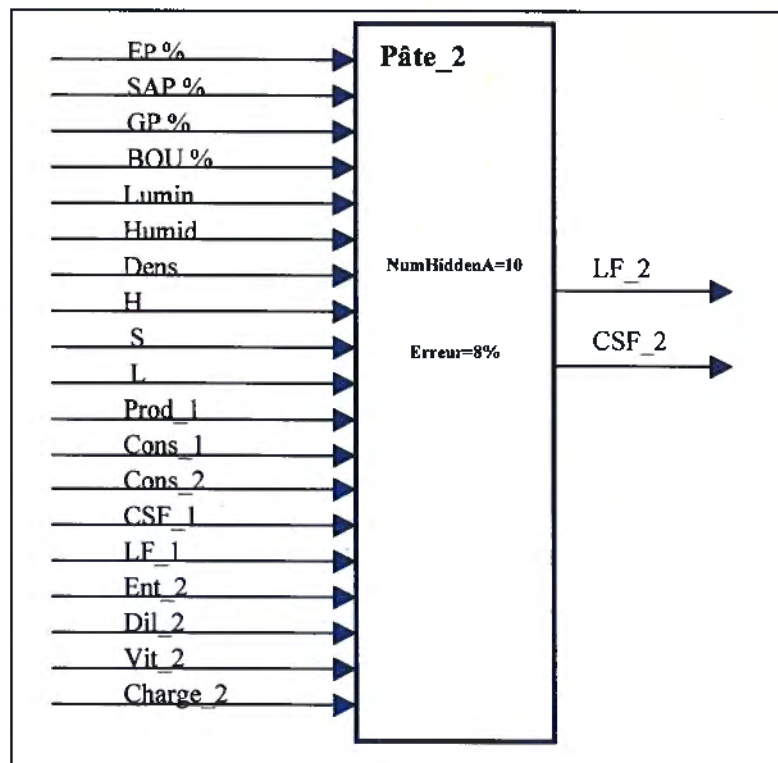 EP %
SAP %
GP %
BOU %
Lumin
Humid
Dens
H
S
L
Prod_1
Cons_1
Cons_2
CSF_1
LF_1
Ent_2
Dil_2
Vit_2
Charge_2
Pâte_2
NumHiddenA=10
Erreur=8%
LF_2
CSF_2